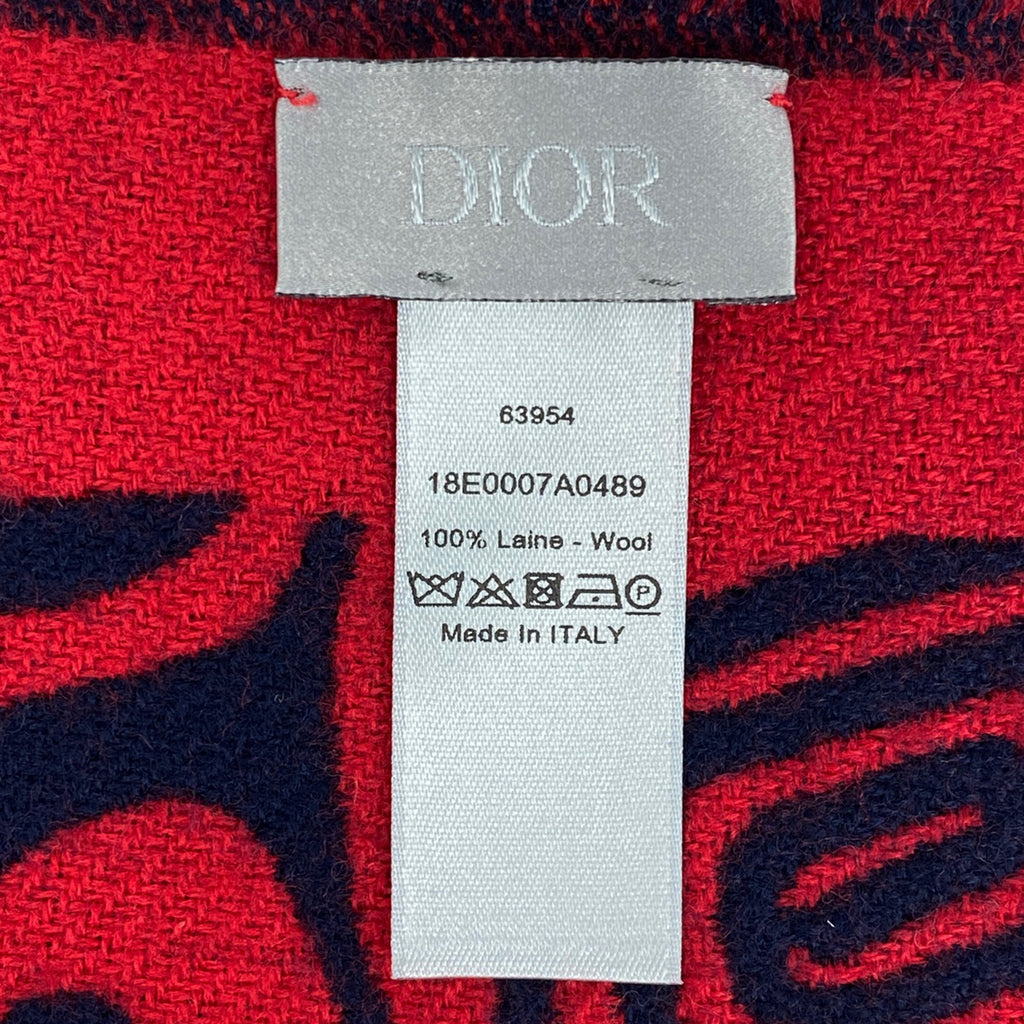 DIOR
63954
18E0007A0489
100% Laine - Wool
P
Made In ITALY